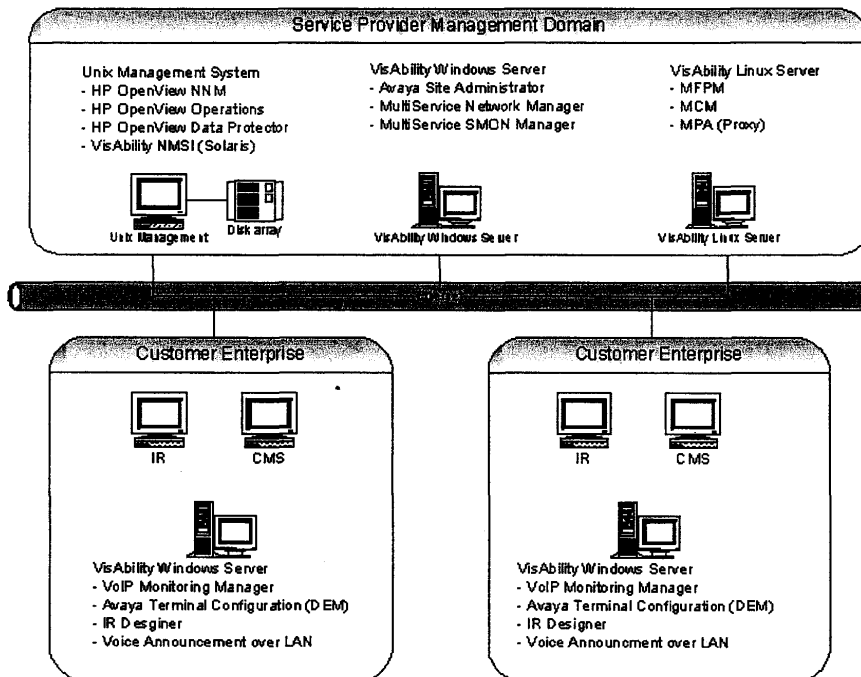 Service Provider Management Domain
Unix Management System
- HP OpenView NNM
- HP OpenView Operations
- HP OpenView Data Protector
- VisAbility NMSI (Solaris)
VisAbility Windows Server
- Avaya Site Administrator
- MultiService Network Manager
- MultiService SMON Manager
VisAbility Linux Server
- MFPM
- MCM
- MPA (Proxy)
Unix Management
Disk array
VisAbility Windows Server
VisAbility Linux Server
Customer Enterprise
IR
CMS
VisAbility Windows Server
- VoIP Monitoring Manager
- Avaya Terminal Configuration (DEM)
- IR Desginer
- Voice Announcement over LAN
Customer Enterprise
IR
CMS
VisAbility Windows Server
- VoIP Monitoring Manager
- Avaya Terminal Configuration (DEM)
- IR Designer
- Voice Announcment over LAN